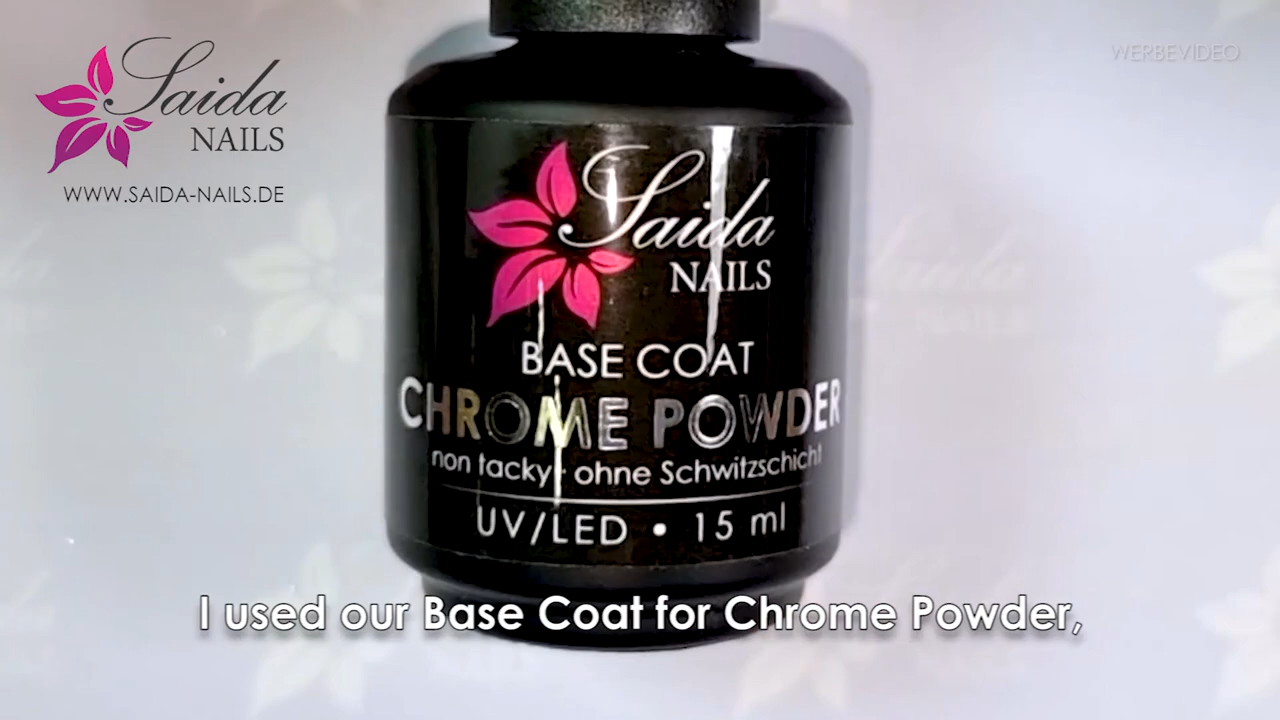 Saida
NAILS
WWW.SAIDA-NAILS.DE
WERBEVIDEO
Saida
NAILS
BASE COAT
CHROME POWDER
non tacky - ohne Schwitzschicht
UV/LED • 15 ml
I used our Base Coat for Chrome Powder,